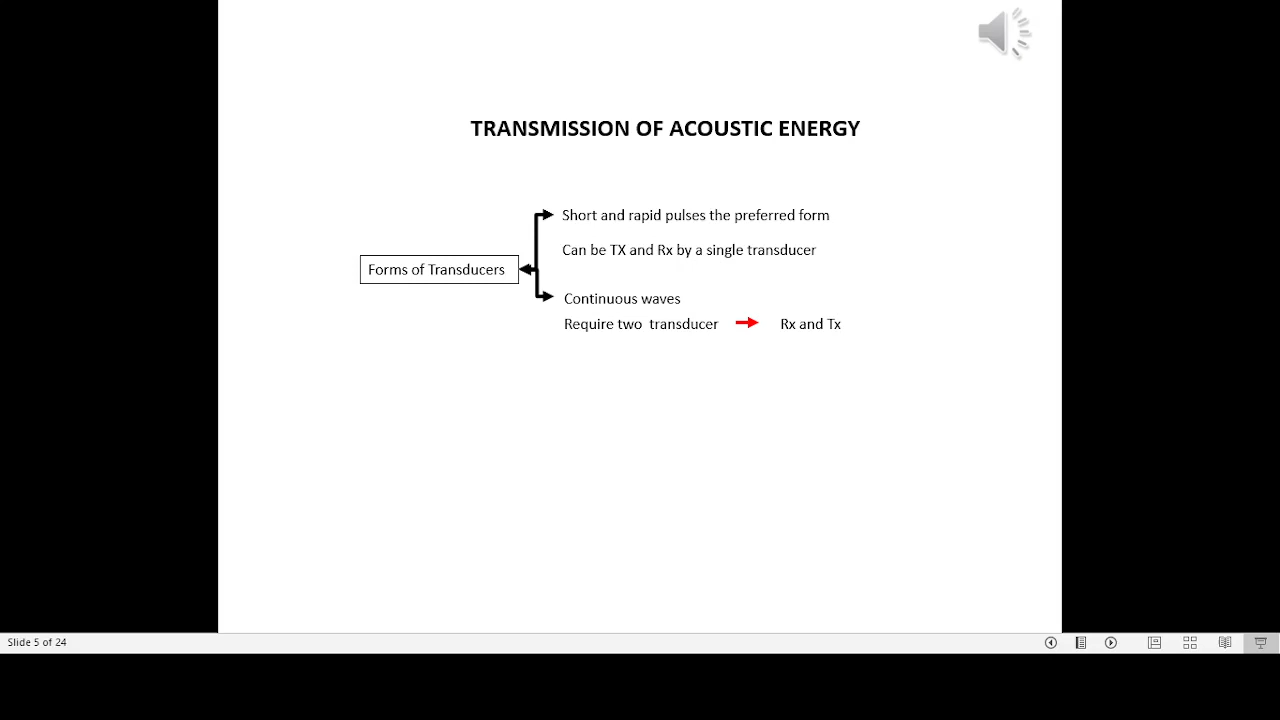 TRANSMISSION OF ACOUSTIC ENERGY
Short and rapid pulses the preferred form
Can be TX and Rx by a single transducer
Forms of Transducers
Continuous waves
Require two transducer
Rx and Tx
Slide 5 of 24